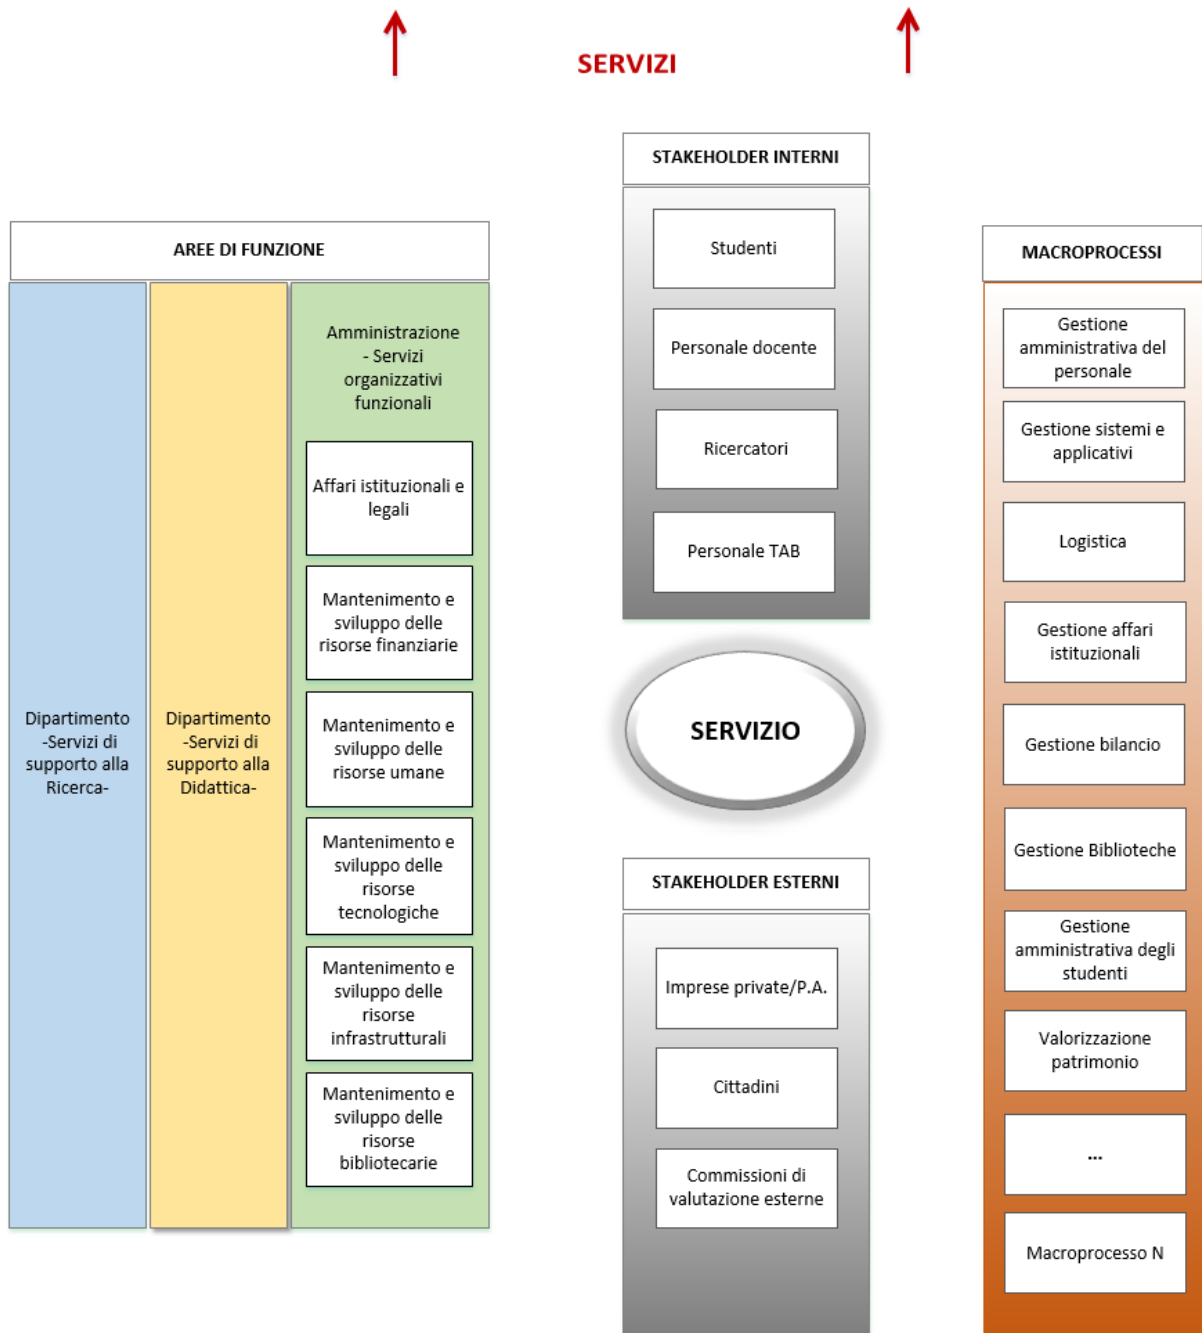 SERVIZI
AREE DI FUNZIONE
Dipartimento
-Servizi di
supporto alla
Ricerca-
Dipartimento
-Servizi di
supporto alla
Didattica-
Amministrazione
- Servizi
organizzativi
funzionali
Affari istituzionali e
legali
Mantenimento e
sviluppo delle
risorse finanziarie
Mantenimento e
sviluppo delle
risorse umane
Mantenimento e
sviluppo delle
risorse
tecnologiche
Mantenimento e
sviluppo delle
risorse
infrastrutturali
Mantenimento e
sviluppo delle
risorse
bibliotecarie
STAKEHOLDER INTERNI
Studenti
Personale docente
Ricercatori
Personale TAB
SERVIZIO
STAKEHOLDER ESTERNI
Imprese private/P.A.
Cittadini
Commissioni di
valutazione esterne
MACROPROCESSI
Gestione
amministrativa del
personale
Gestione sistemi e
applicativi
Logistica
Gestione affari
istituzionali
Gestione bilancio
Gestione Biblioteche
Gestione
amministrativa degli
studenti
Valorizzazione
patrimonio
...
Macroprocesso N